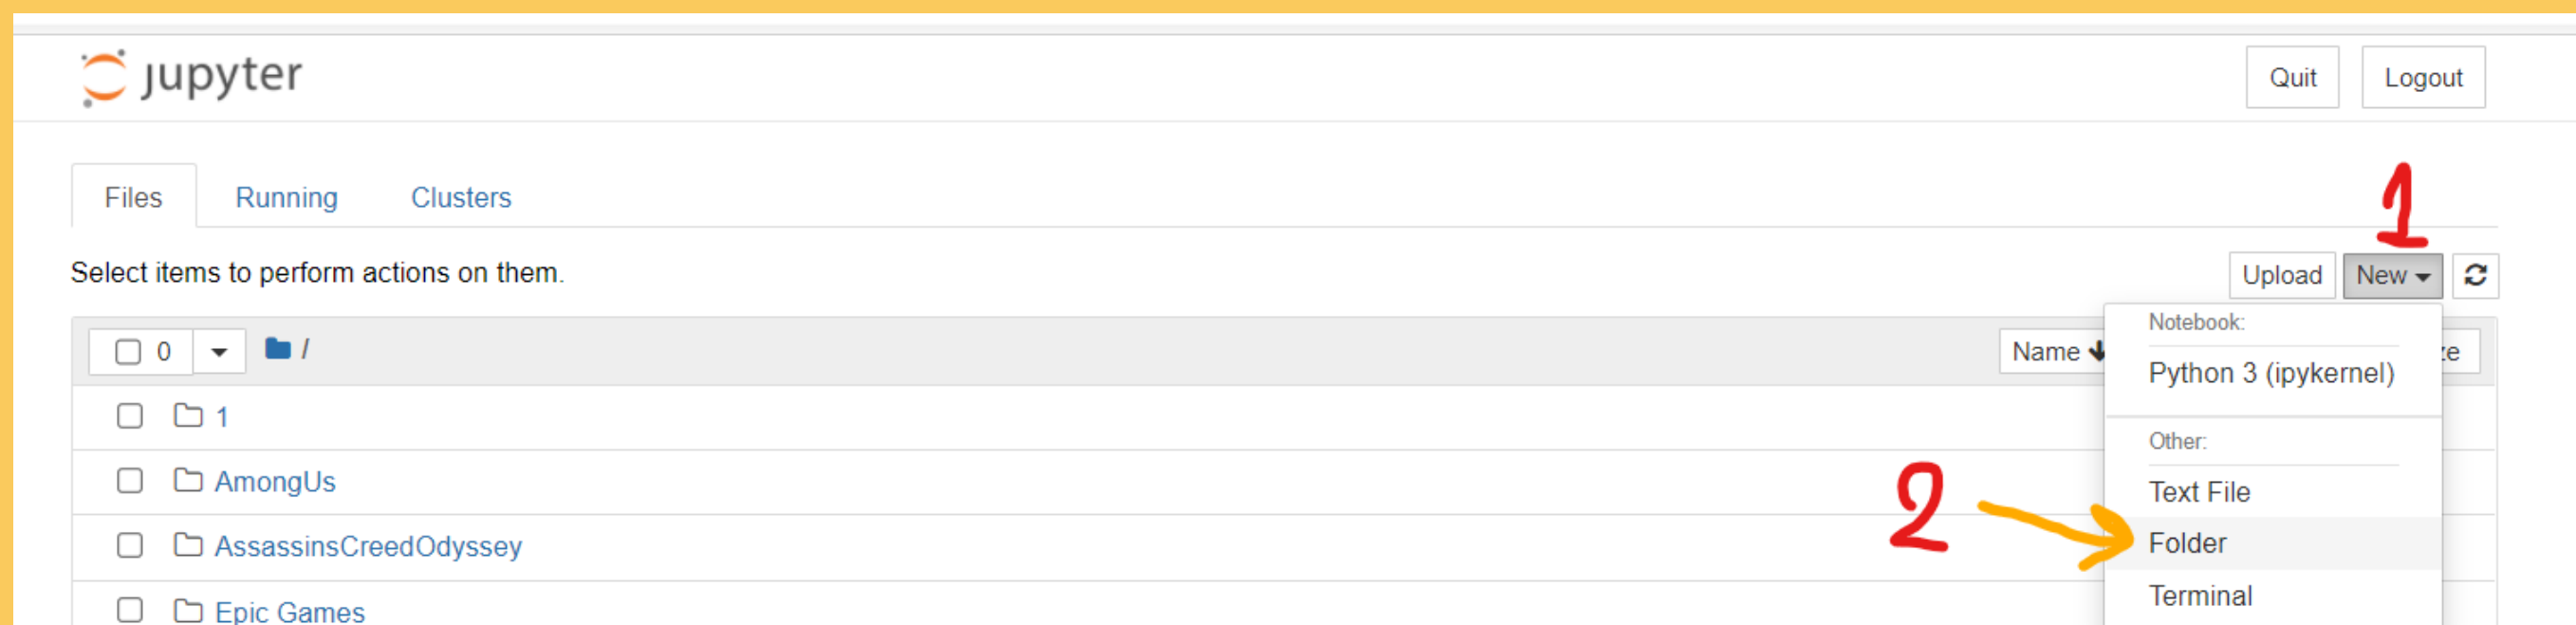 jupyter
Quit Logout
Files Running Clusters
1
Select items to perform actions on them.
Upload New
0 /
Name
Notebook:
Python 3 (ipykernel)
Other:
Text File
Folder
Terminal
2
1
AmongUs
AssassinsCreedOdyssey
Epic Games